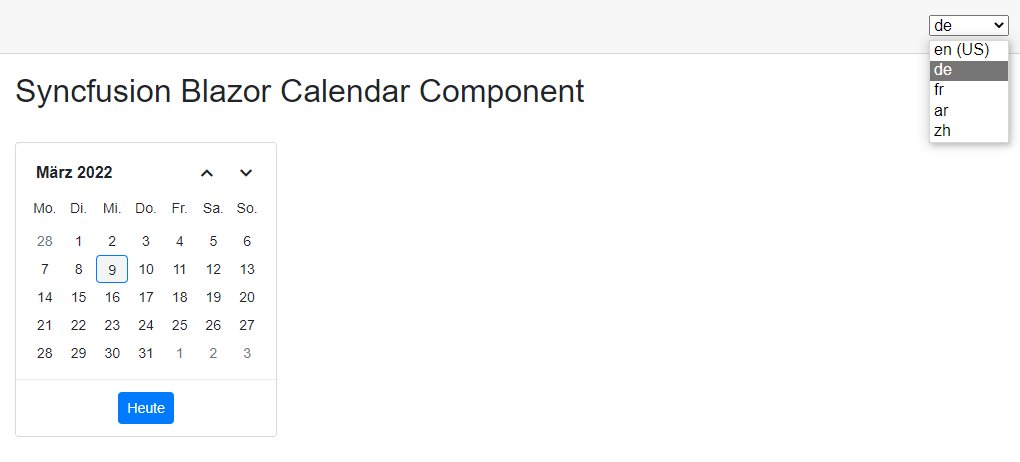 de
en (US)
de
fr
ar
zh
Syncfusion Blazor Calendar Component
März 2022
Mo. Di. Mi. Do. Fr. Sa. So.
28 1 2 3 4 5 6
7 8 9 10 11 12 13
14 15 16 17 18 19 20
21 22 23 24 25 26 27
28 29 30 31 1 2 3
Heute